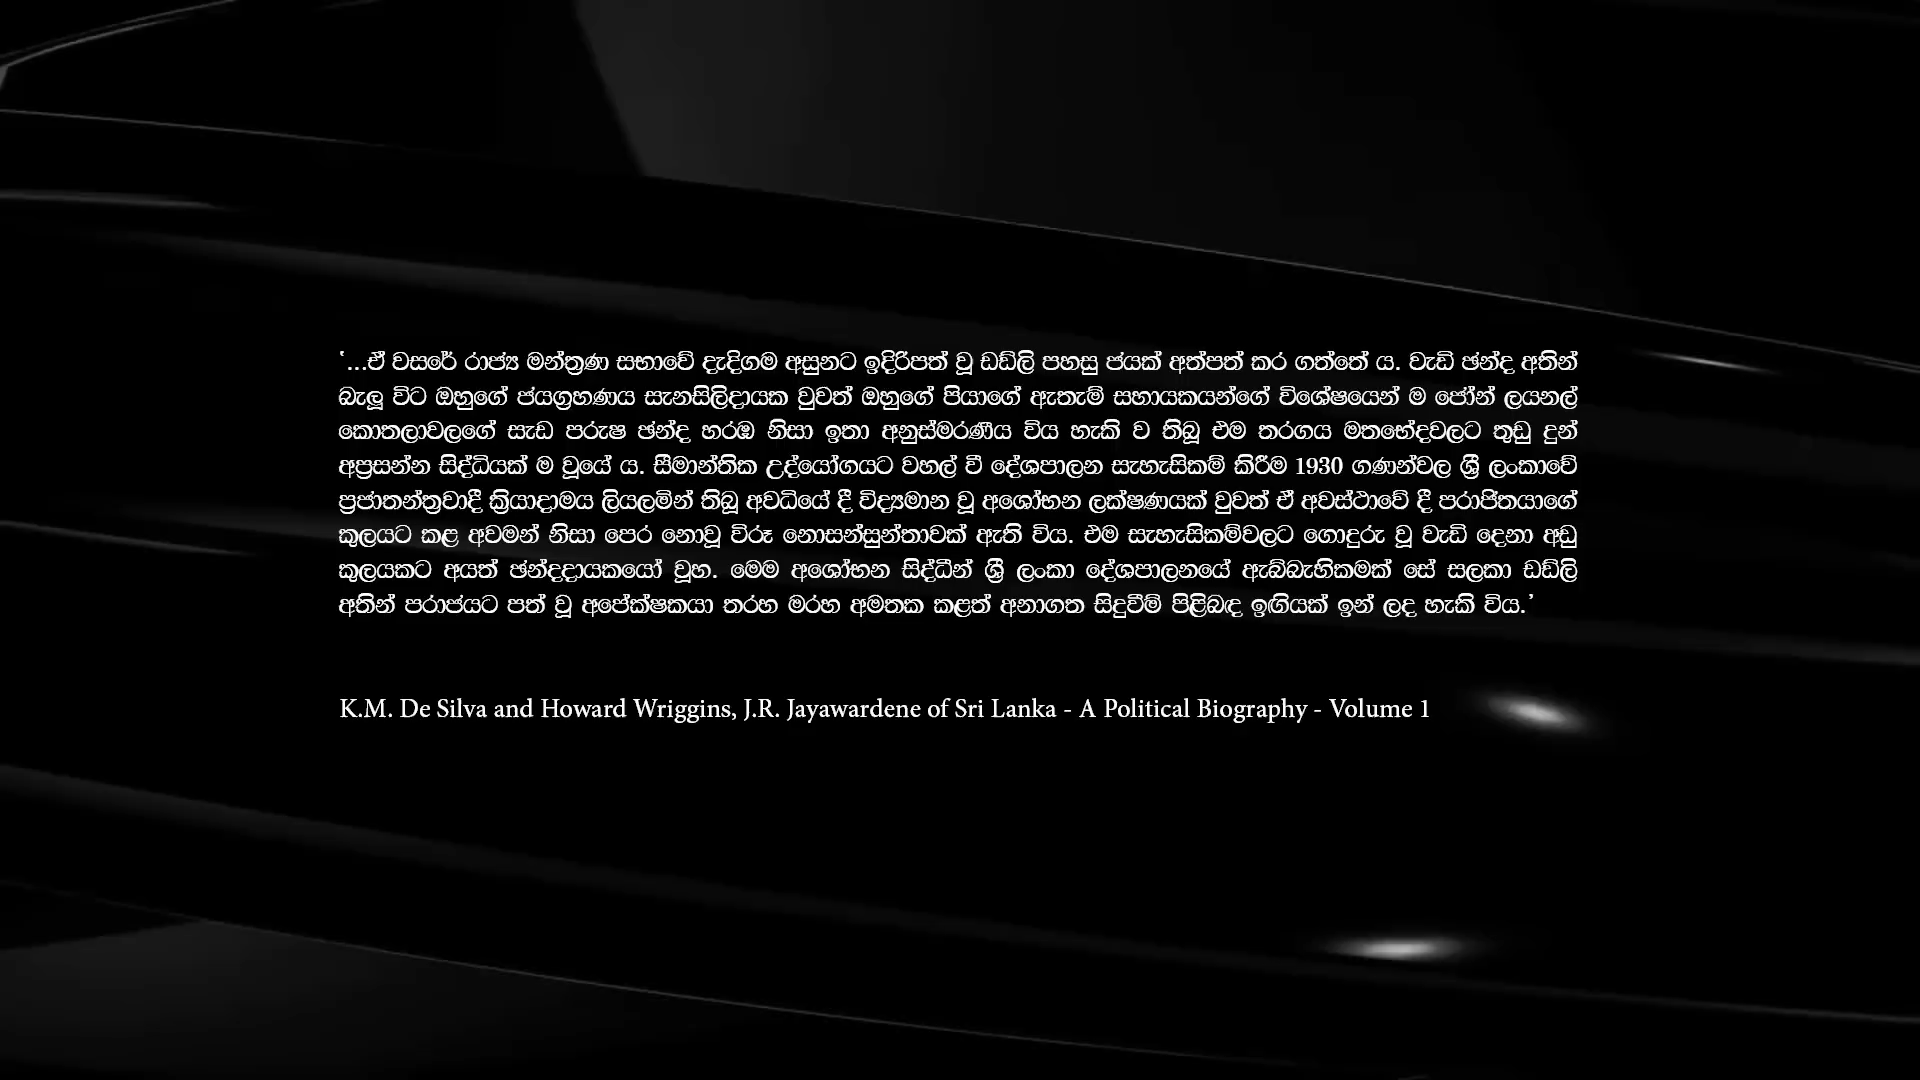 ‘...ඒ වසරේ රාජ්‍ය මන්ත්‍රණ සභාවේ දැදිගම අසුනට ඉදිරිපත් වූ ඩඩ්ලි පහසු ජයක් අත්පත් කර ගත්තේ ය. වැඩි ඡන්ද අතින්
බැලූ විට ඔහුගේ ජයග්‍රහණය සැනසිලිදායක වුවත් ඔහුගේ පියාගේ ඇතැම් සහායකයන්ගේ විශේෂයෙන් ම ජෝන් ලයනල්
කොතලාවලගේ සැඩ පරුෂ ඡන්ද හරඹ නිසා ඉතා අනුස්මරණීය විය හැකි ව තිබූ එම තරගය මතභේදවලට තුඩු දුන්
අප්‍රසන්න සිද්ධියක් ම වූයේ ය. සීමාන්තික උද්යෝගයට වහල් වී දේශපාලන සැහැසිකම් කිරීම 1930 ගණන්වල ශ්‍රී ලංකාවේ
ප්‍රජාතන්ත්‍රවාදී ක්‍රියාදාමය ලියලමින් තිබූ අවධියේ දී විද්‍යමාන වූ අශෝභන ලක්ෂණයක් වුවත් ඒ අවස්ථාවේ දී පරාජිතයාගේ
කුලයට කළ අවමන් නිසා පෙර නොවූ විරූ නොසන්සුන්තාවක් ඇති විය. එම සැහැසිකම්වලට ගොදුරු වූ වැඩි දෙනා අඩු
කුලයකට අයත් ඡන්දදායකයෝ වූහ. මෙම අශෝභන සිද්ධීන් ශ්‍රී ලංකා දේශපාලනයේ ඇබ්බැහිකමක් සේ සලකා ඩඩ්ලි
අතින් පරාජයට පත් වූ අපේක්ෂකයා තරහ මරහ අමතක කළත් අනාගත සිදුවීම් පිළිබඳ ඉඟියක් ඉන් ලද හැකි විය.’
K.M. De Silva and Howard Wriggins, J.R. Jayawardene of Sri Lanka - A Political Biography - Volume 1